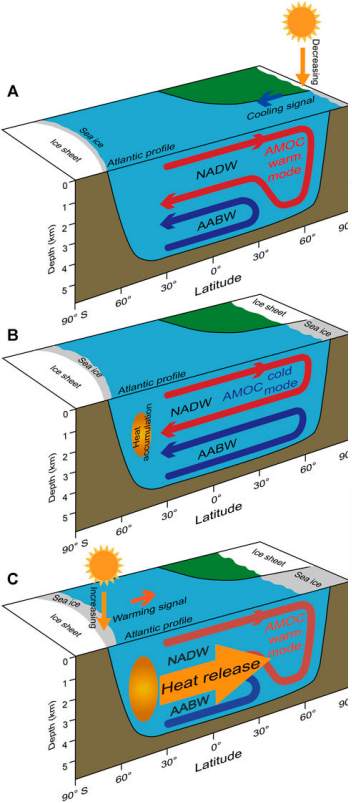 Decreasing
A
Cooling signal
Sea ice
Ice sheet
Atlantic profile
NADW
AMOC
warm
mode
AABW
0
1
2
3
4
5
Depth (km)
90° S
60°
30°
0°
30°
60°
90°
Latitude
B
Ice sheet
Sea ice
Sea ice
Ice sheet
Atlantic profile
NADW
AMOC cold
mode
Heat
accumulation
AABW
0
1
2
3
4
5
Depth (km)
90° S
60°
30°
0°
30°
60°
90°
Latitude
C
Increasing
Warming signal
Ice sheet
Sea ice
Sea ice
Ice sheet
Atlantic profile
NADW
AMOC
warm
mode
Heat release
AABW
0
1
2
3
4
5
Depth (km)
90° S
60°
30°
0°
30°
60°
90°
Latitude